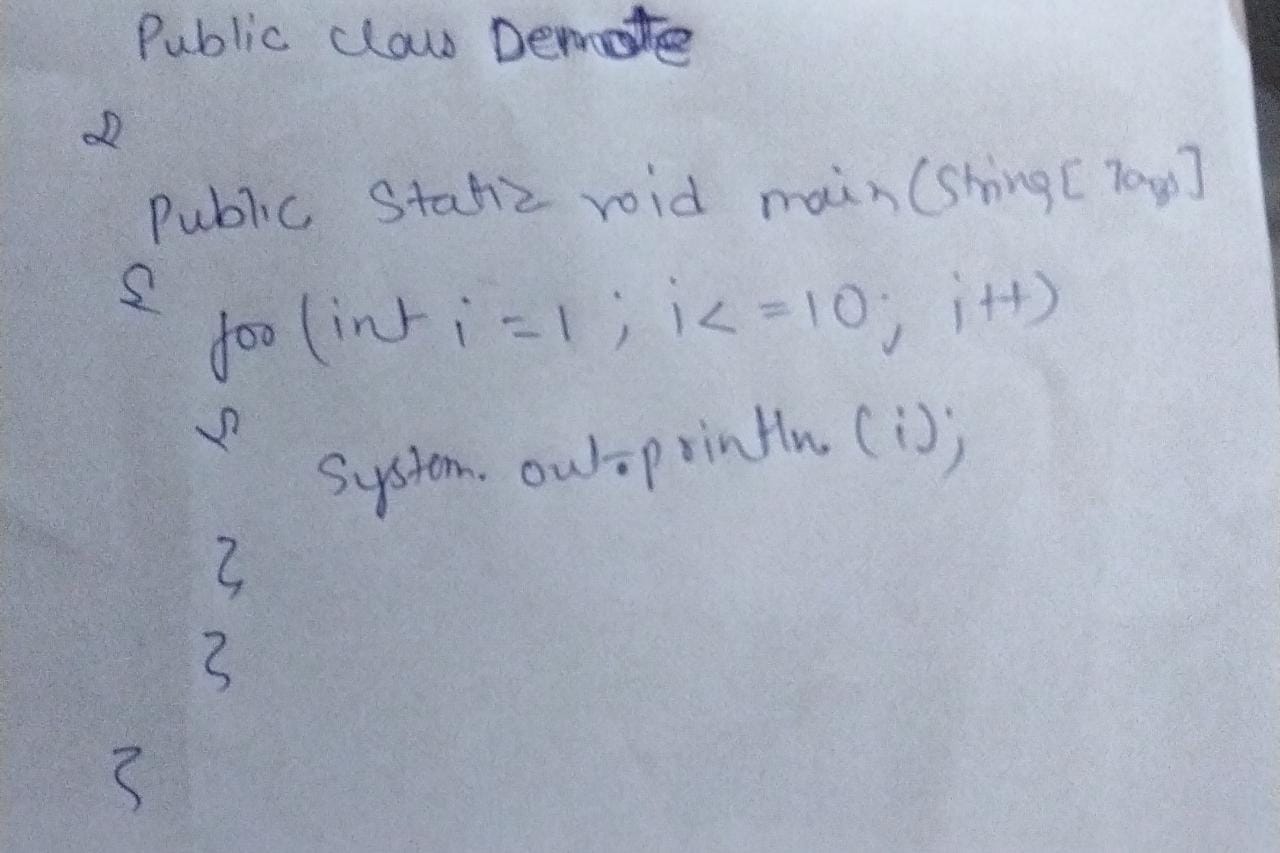 Public class Demote
{
Public Static void main(String[ ]args]
{
for (int i = 1 ; i< =10; i++)
{
System. out.println. (i);
}
}
}